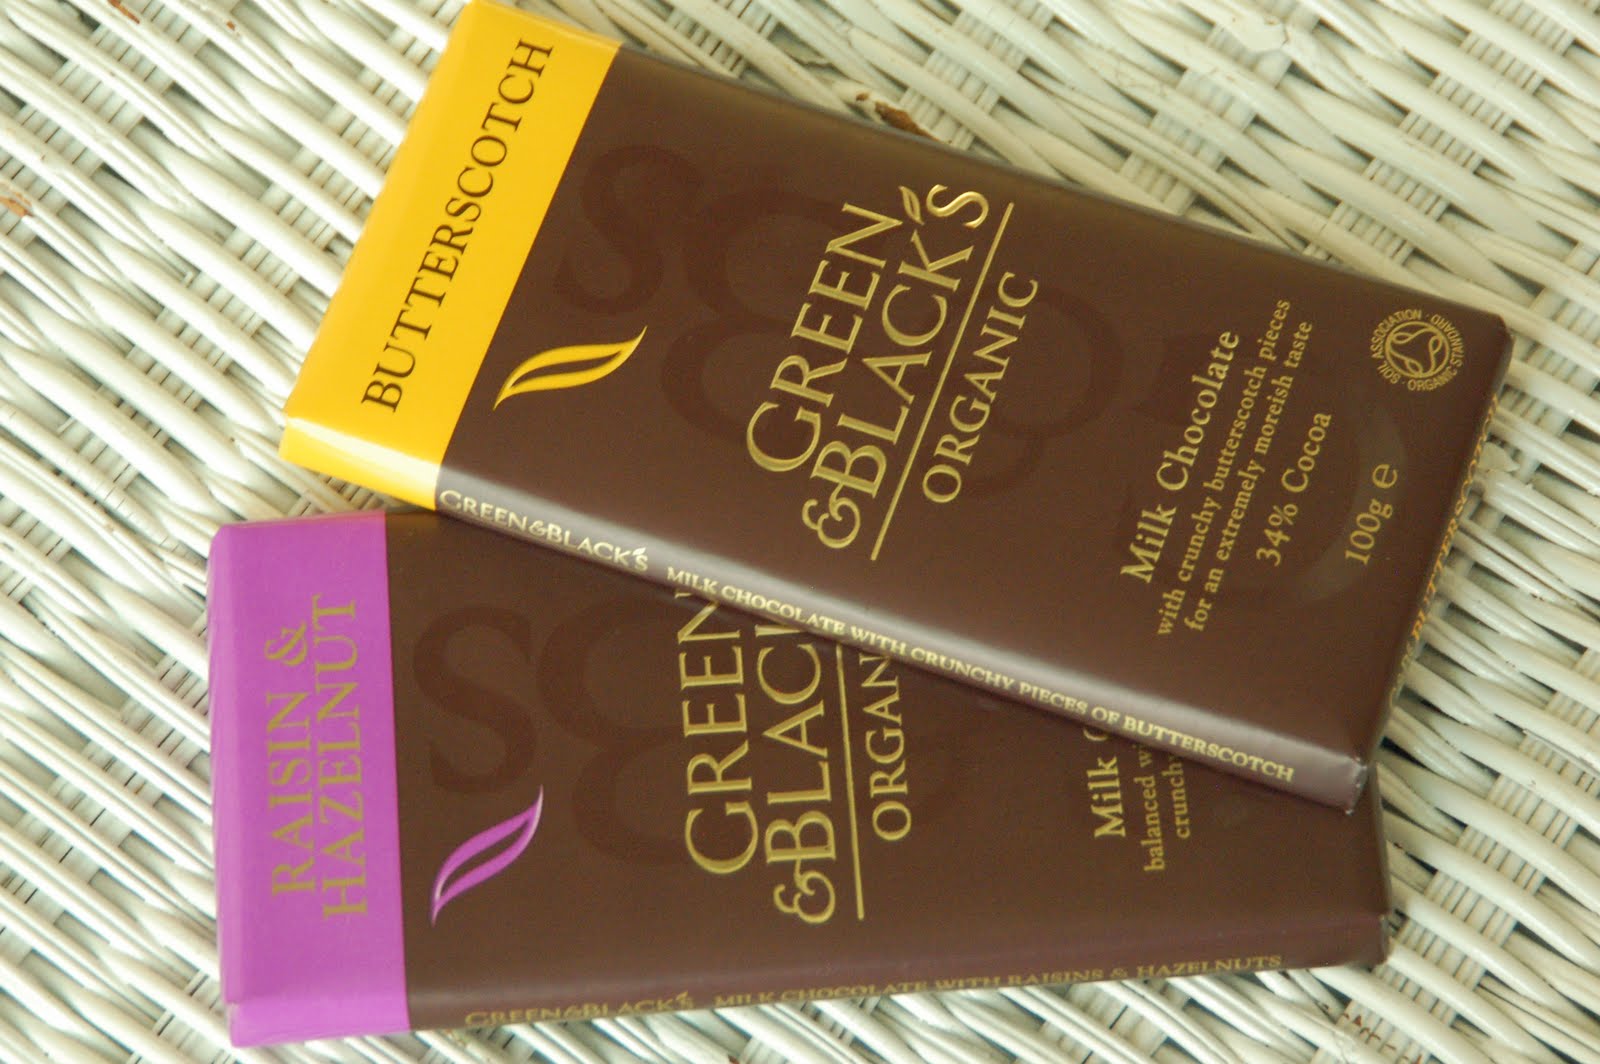 BUTTERSCOTCH
GREEN
&BLACK'S
ORGANIC
Milk Chocolate
with crunchy butterscotch pieces
for an extremely moreish taste
34% Cocoa
100g e
SOIL ASSOCIATION · ORGANIC STANDARD
GREEN&BLACK'S MILK CHOCOLATE WITH CRUNCHY PIECES OF BUTTERSCOTCH
RAISIN &
HAZELNUT
GREEN
&BLAC
ORGAN
Milk
balanced
crunchy
GREEN&BLACK'S MILK CHOCOLATE WITH RAISINS & HAZELNUTS